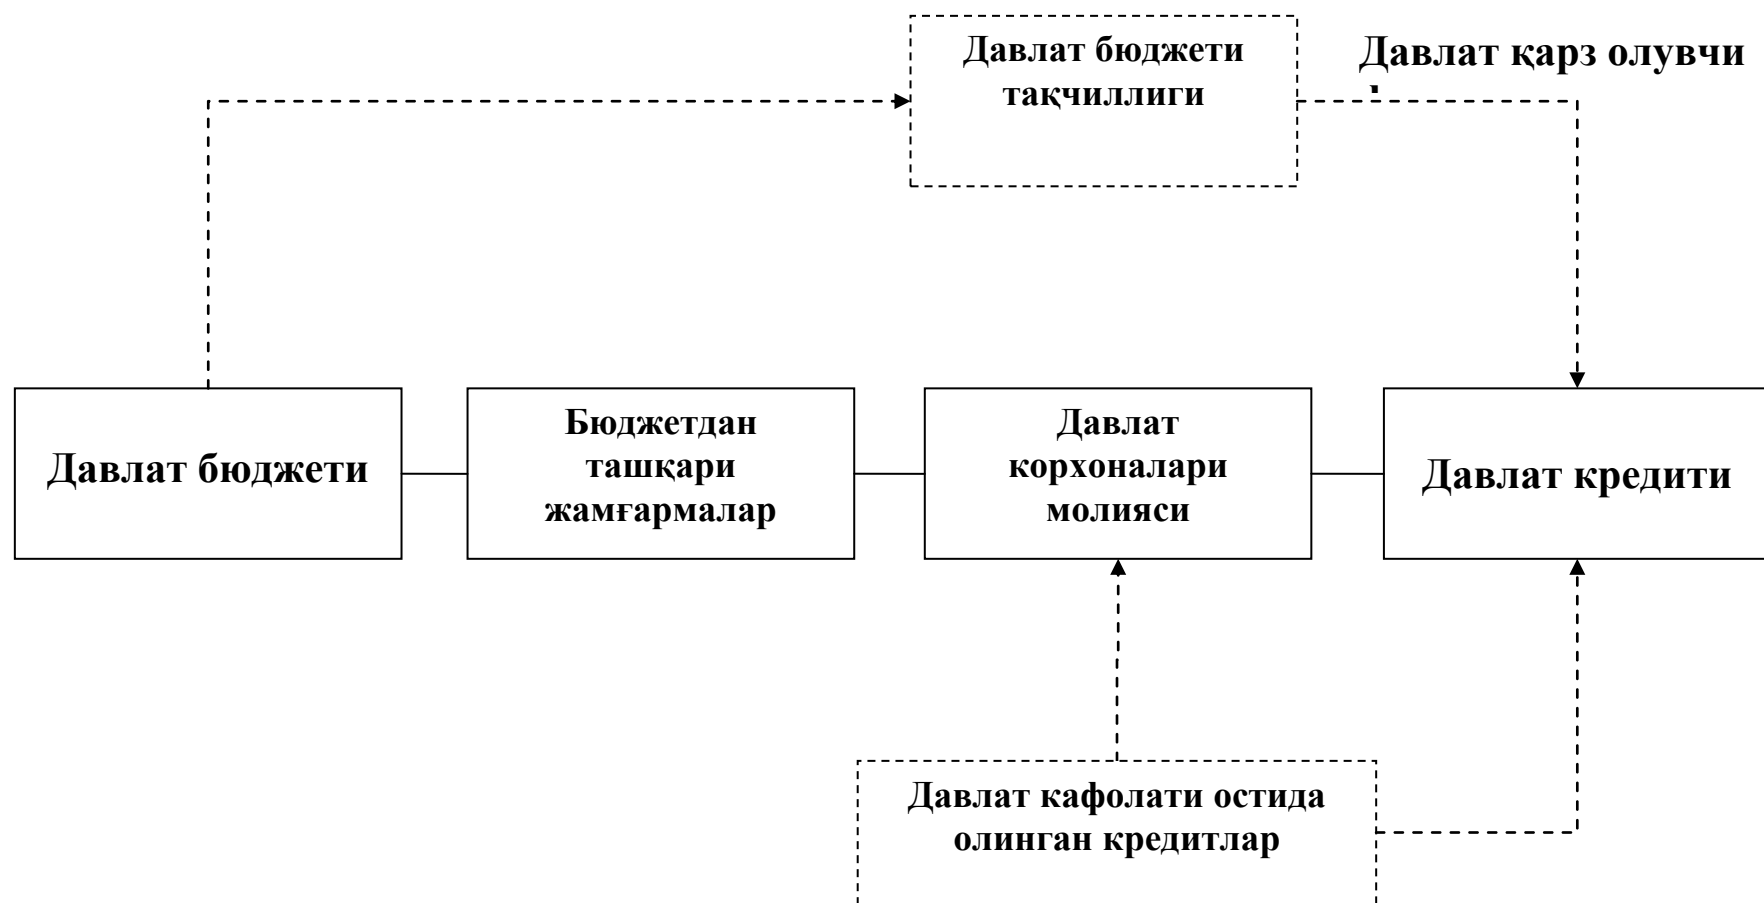 Давлат бюджети
тақчиллиги
Давлат қарз олувчи
Давлат бюджети
Бюджетдан
ташқари
жамғармалар
Давлат
корхоналари
молияси
Давлат кредити
Давлат кафолати остида
олинган кредитлар